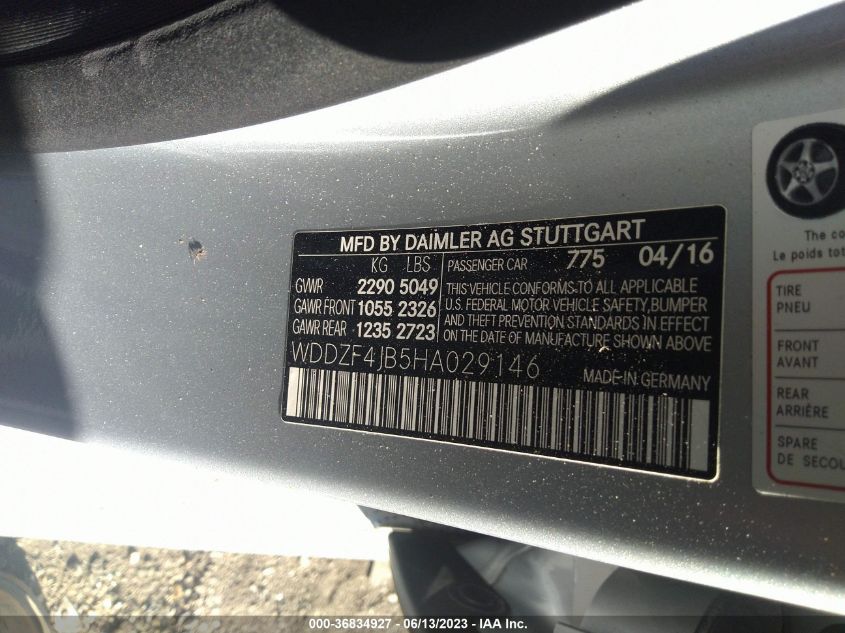 MFD BY DAIMLER AG STUTTGART
KG LBS
GVWR 2290 5049
GAWR FRONT 1055 2326
GAWR REAR 1235 2723
PASSENGER CAR 775 04/16
THIS VEHICLE CONFORMS TO ALL APPLICABLE
U.S. FEDERAL MOTOR VEHICLE SAFETY, BUMPER
AND THEFT PREVENTION STANDARDS IN EFFECT
ON THE DATE OF MANUFACTURE SHOWN ABOVE
WDDZF4JB5HA029146
MADE IN GERMANY
The
Le poids
TIRE
PNEU
FRONT
AVANT
REAR
ARRIÈRE
SPARE
DE
000-36834927 - 06/13/2023 - IAA Inc.